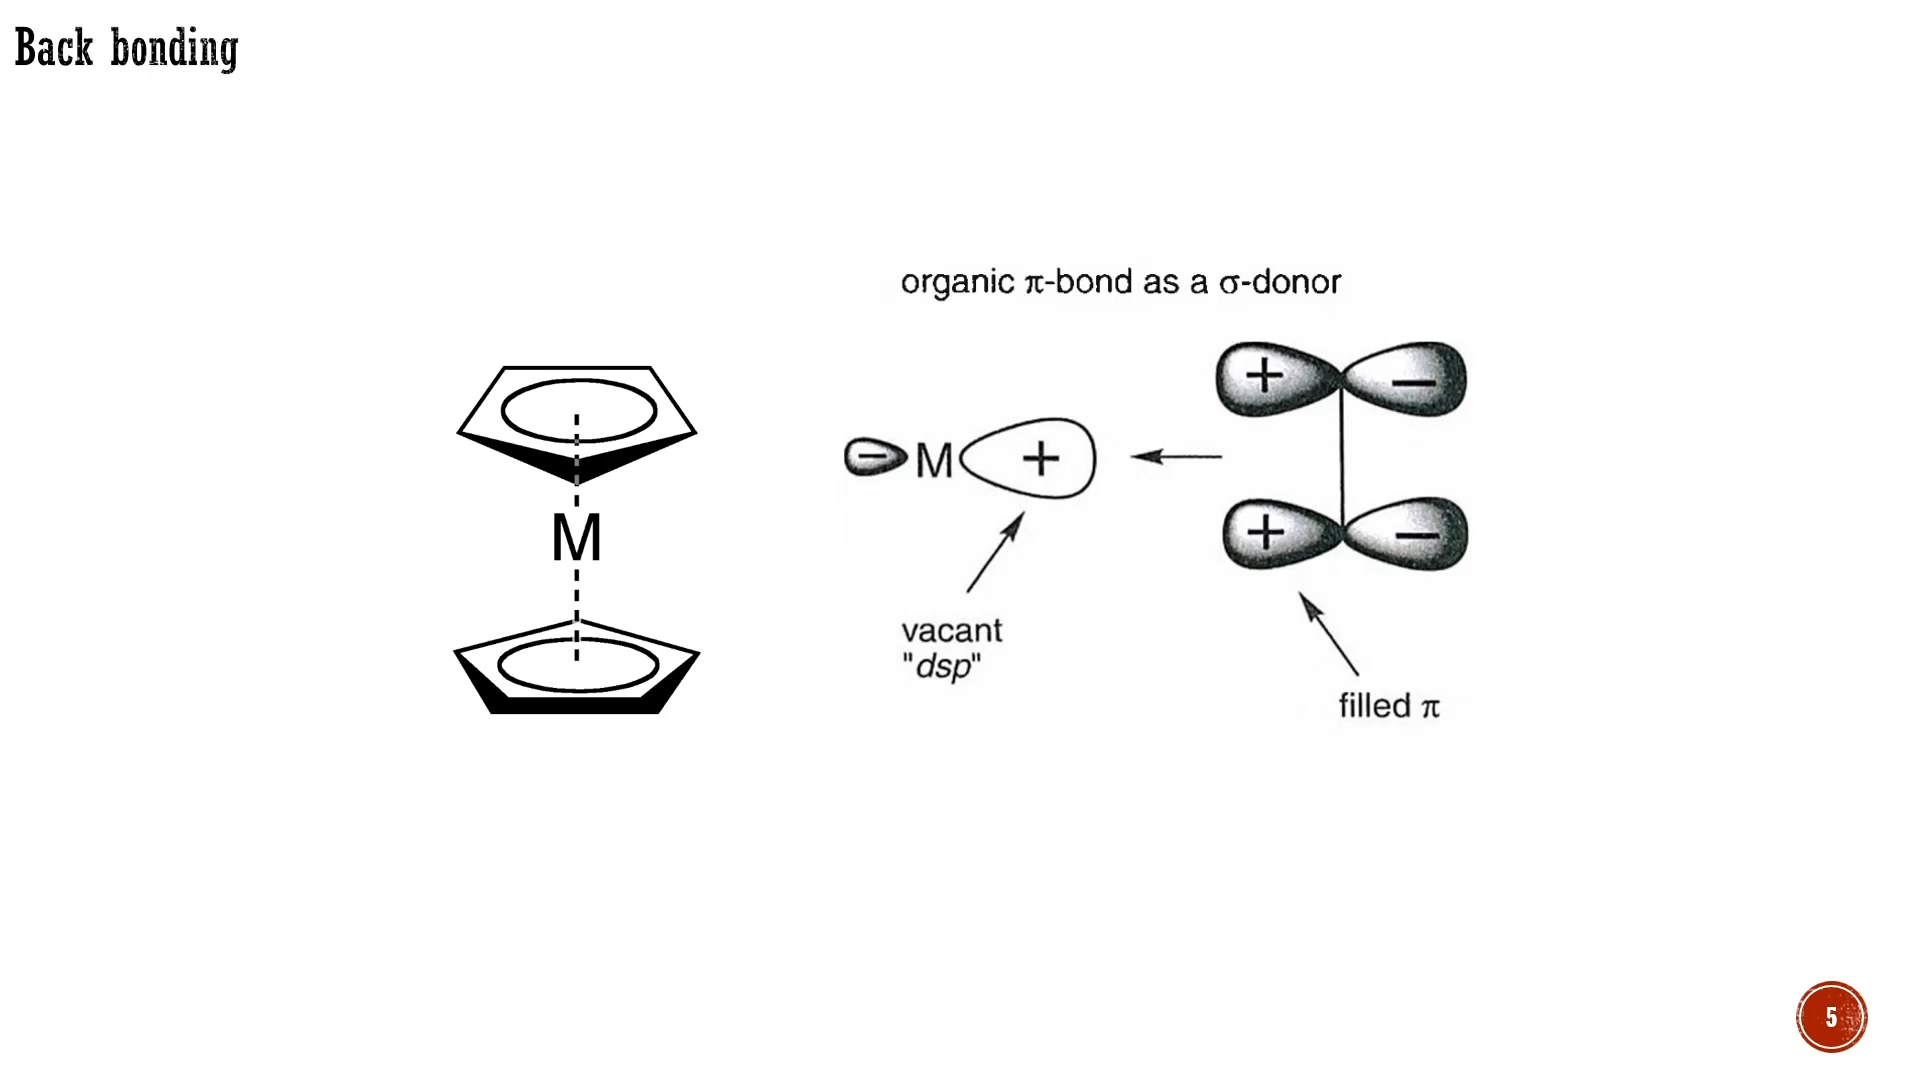 Back bonding
organic π-bond as a σ-donor
+ −
− M +
M
+ −
vacant
"dsp"
filled π
5